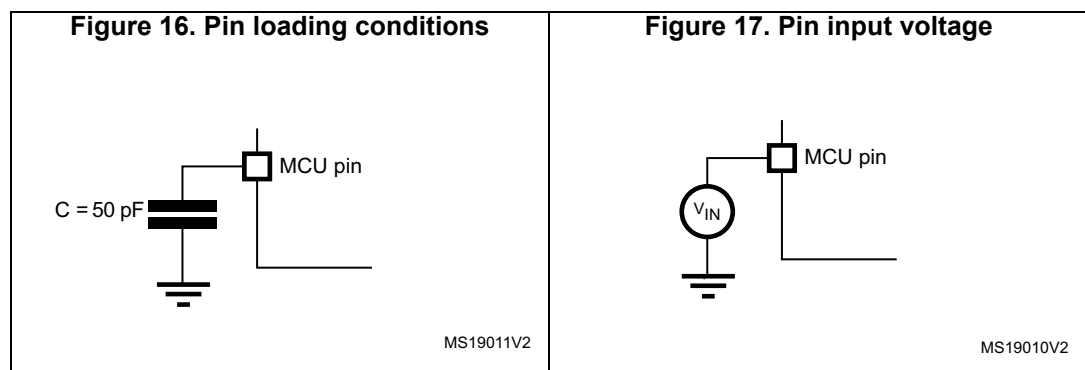 Figure 16. Pin loading conditions
MCU pin
C = 50 pF
MS19011V2
Figure 17. Pin input voltage
MCU pin
VIN
MS19010V2